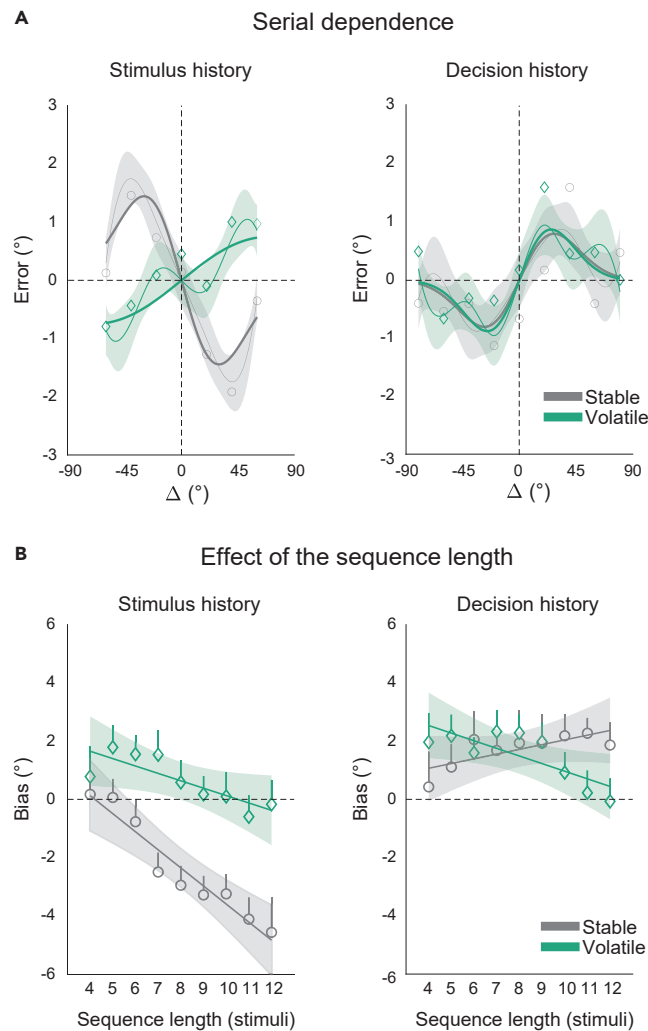 A
Serial dependence
Stimulus history
Decision history
3
2
1
0
-1
-2
-3
Error (°)
-90
-45
0
45
90
Δ (°)
3
2
1
0
-1
-2
-3
Error (°)
Stable
Volatile
-90
-45
0
45
90
Δ (°)
B
Effect of the sequence length
Stimulus history
Decision history
6
4
2
0
-2
-4
-6
Bias (°)
4 5 6 7 8 9 10 11 12
Sequence length (stimuli)
6
4
2
0
-2
-4
-6
Bias (°)
Stable
Volatile
4 5 6 7 8 9 10 11 12
Sequence length (stimuli)